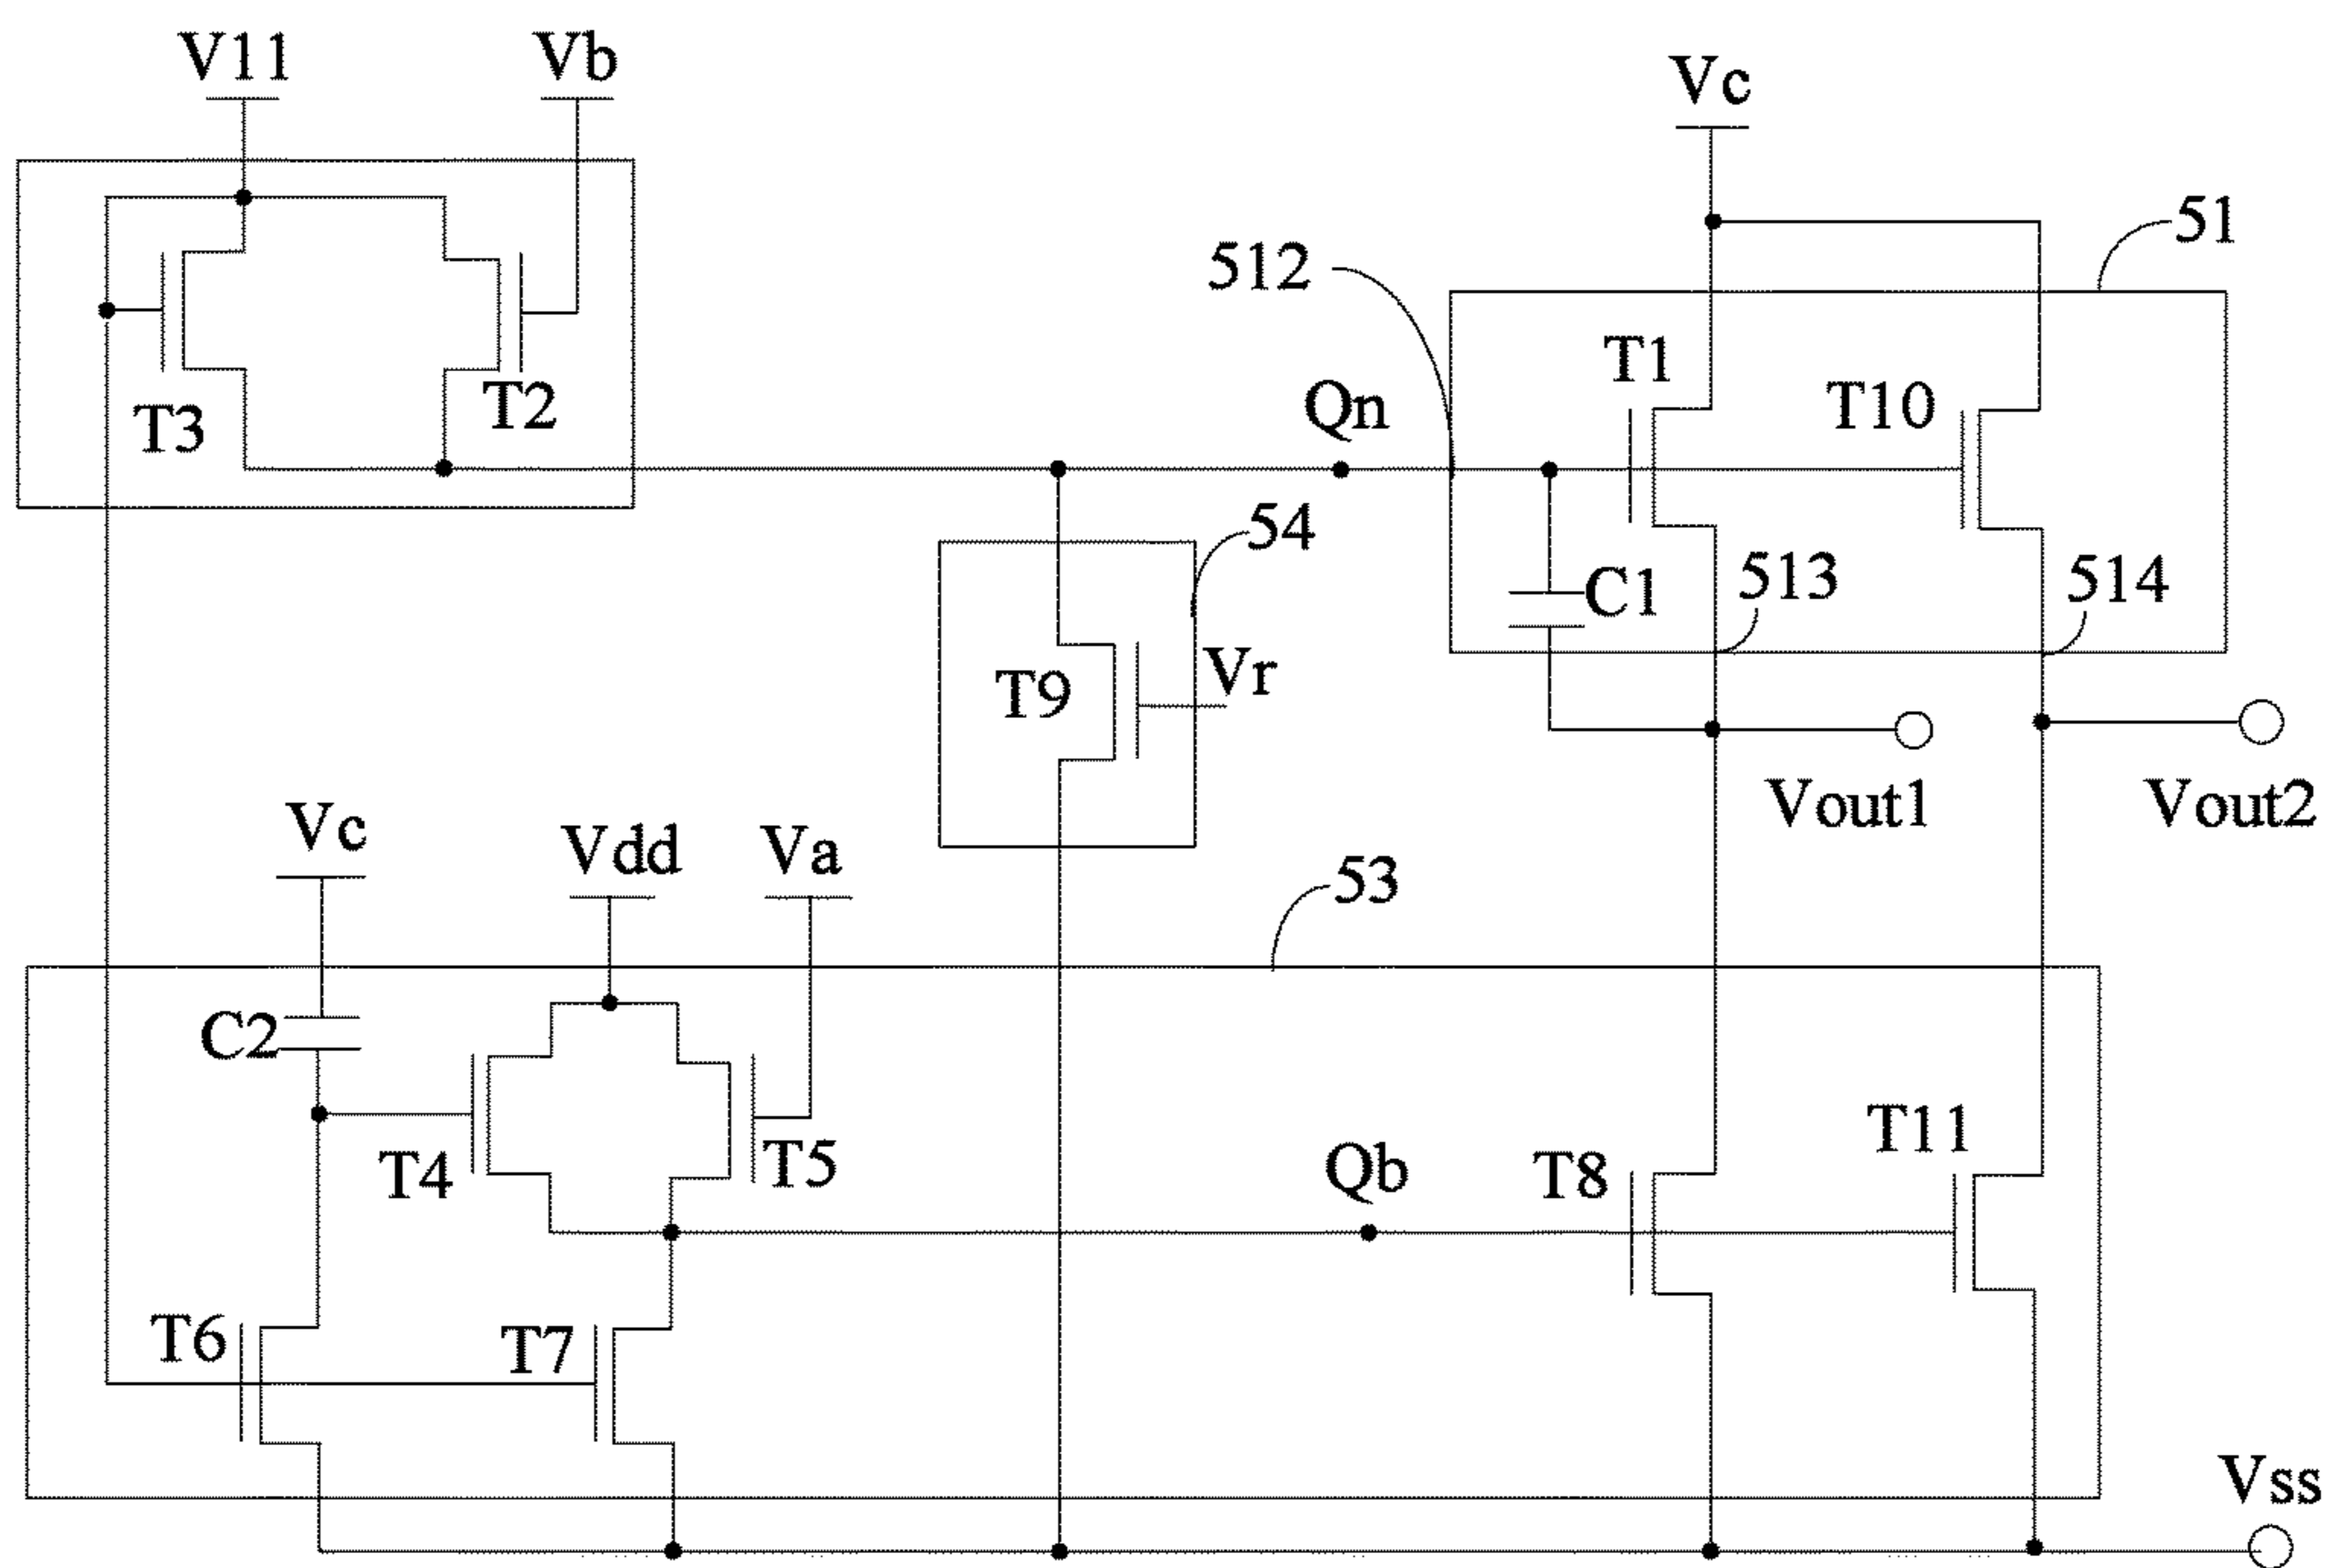 V11
Vb
Vc
51
512
T1
T10
Qn
T3
T2
54
C1
513
514
T9
Vr
Vout1
Vout2
Vc
Vdd
Va
53
C2
T4
T5
Qb
T8
T11
T6
T7
Vss